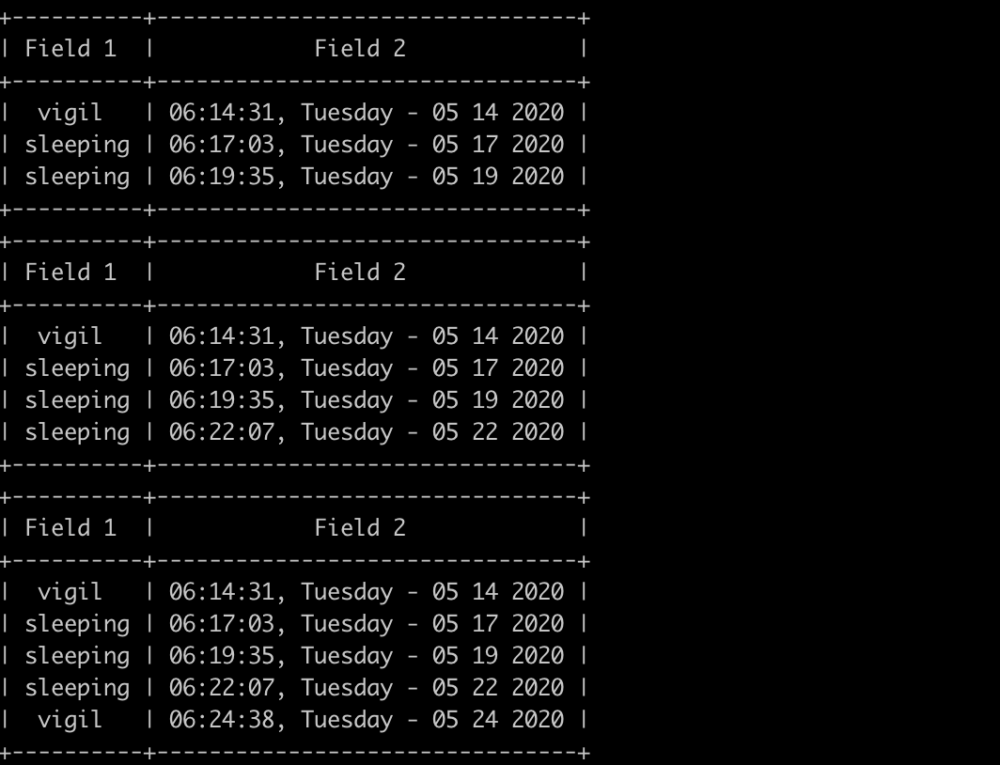 +----------+--------------------------------+
| Field 1  |            Field 2             |
+----------+--------------------------------+
|  vigil   | 06:14:31, Tuesday - 05 14 2020 |
| sleeping | 06:17:03, Tuesday - 05 17 2020 |
| sleeping | 06:19:35, Tuesday - 05 19 2020 |
+----------+--------------------------------+
+----------+--------------------------------+
| Field 1  |            Field 2             |
+----------+--------------------------------+
|  vigil   | 06:14:31, Tuesday - 05 14 2020 |
| sleeping | 06:17:03, Tuesday - 05 17 2020 |
| sleeping | 06:19:35, Tuesday - 05 19 2020 |
| sleeping | 06:22:07, Tuesday - 05 22 2020 |
+----------+--------------------------------+
+----------+--------------------------------+
| Field 1  |            Field 2             |
+----------+--------------------------------+
|  vigil   | 06:14:31, Tuesday - 05 14 2020 |
| sleeping | 06:17:03, Tuesday - 05 17 2020 |
| sleeping | 06:19:35, Tuesday - 05 19 2020 |
| sleeping | 06:22:07, Tuesday - 05 22 2020 |
|  vigil   | 06:24:38, Tuesday - 05 24 2020 |
+----------+--------------------------------+